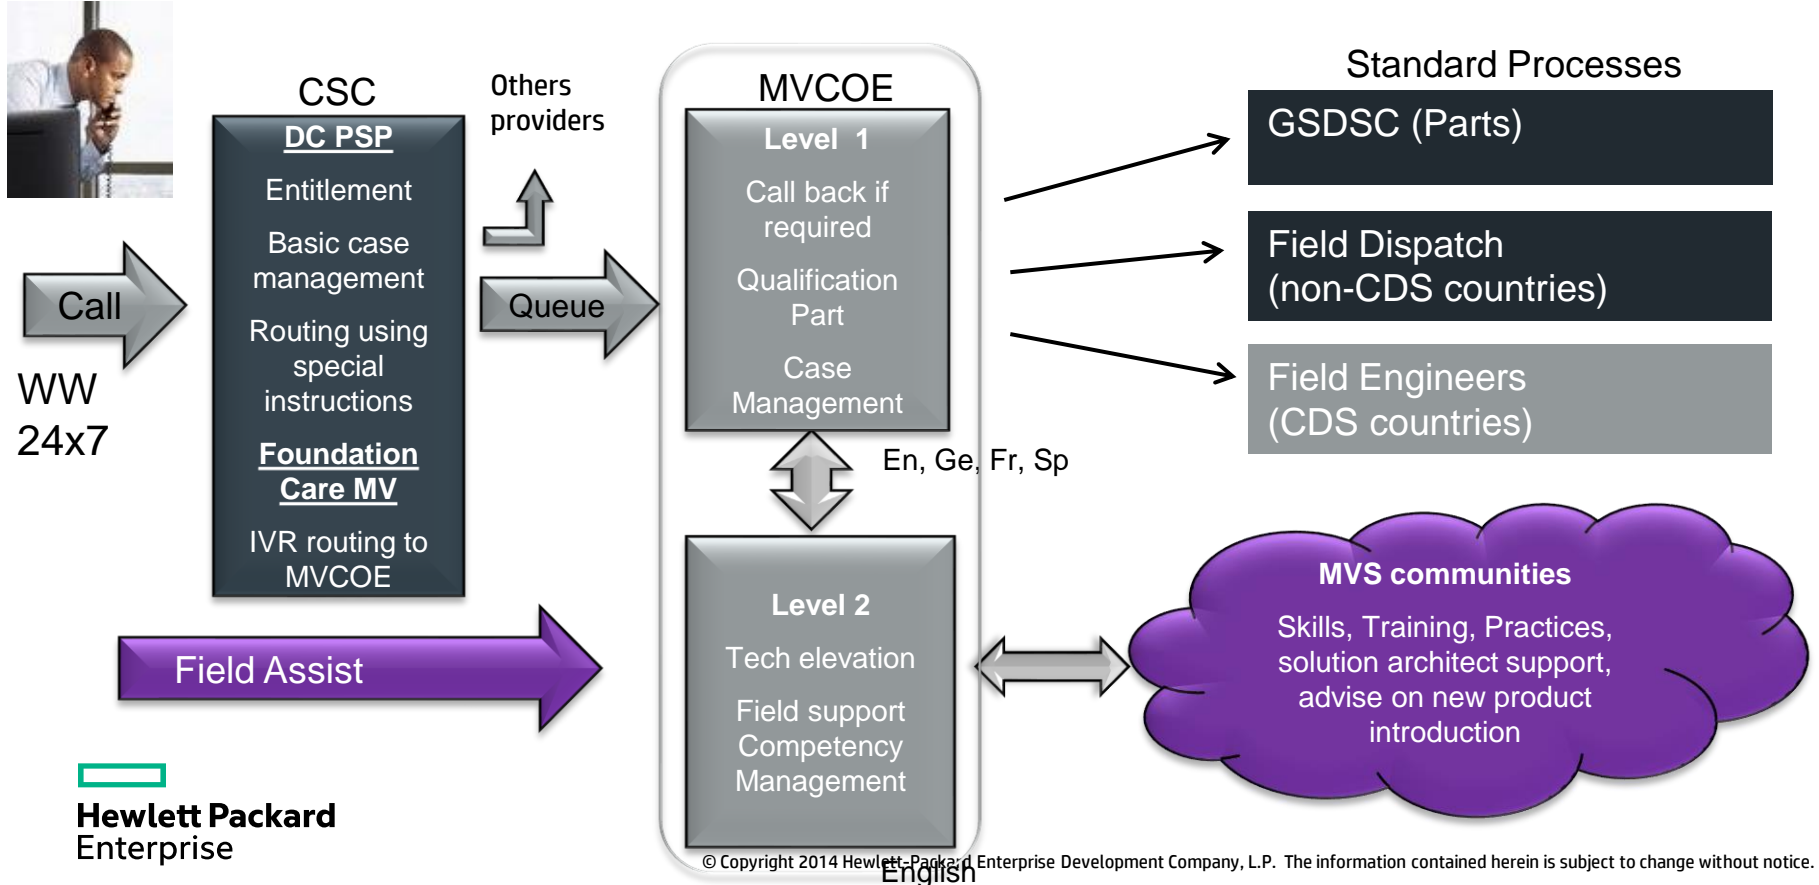 CSC
DC PSP
Entitlement
Basic case
management
Routing using
special
instructions
Foundation
Care MV
IVR routing to
MVCOE
Call
WW
24x7
Others
providers
Queue
MVCOE
Level 1
Call back if
required
Qualification
Part
Case
Management
En, Ge, Fr, Sp
Level 2
Tech elevation
Field support
Competency
Management
English
Field Assist
Standard Processes
GSDSC (Parts)
Field Dispatch
(non-CDS countries)
Field Engineers
(CDS countries)
MVS communities
Skills, Training, Practices,
solution architect support,
advise on new product
introduction
Hewlett Packard
Enterprise
© Copyright 2014 Hewlett-Packard Enterprise Development Company, L.P. The information contained herein is subject to change without notice.